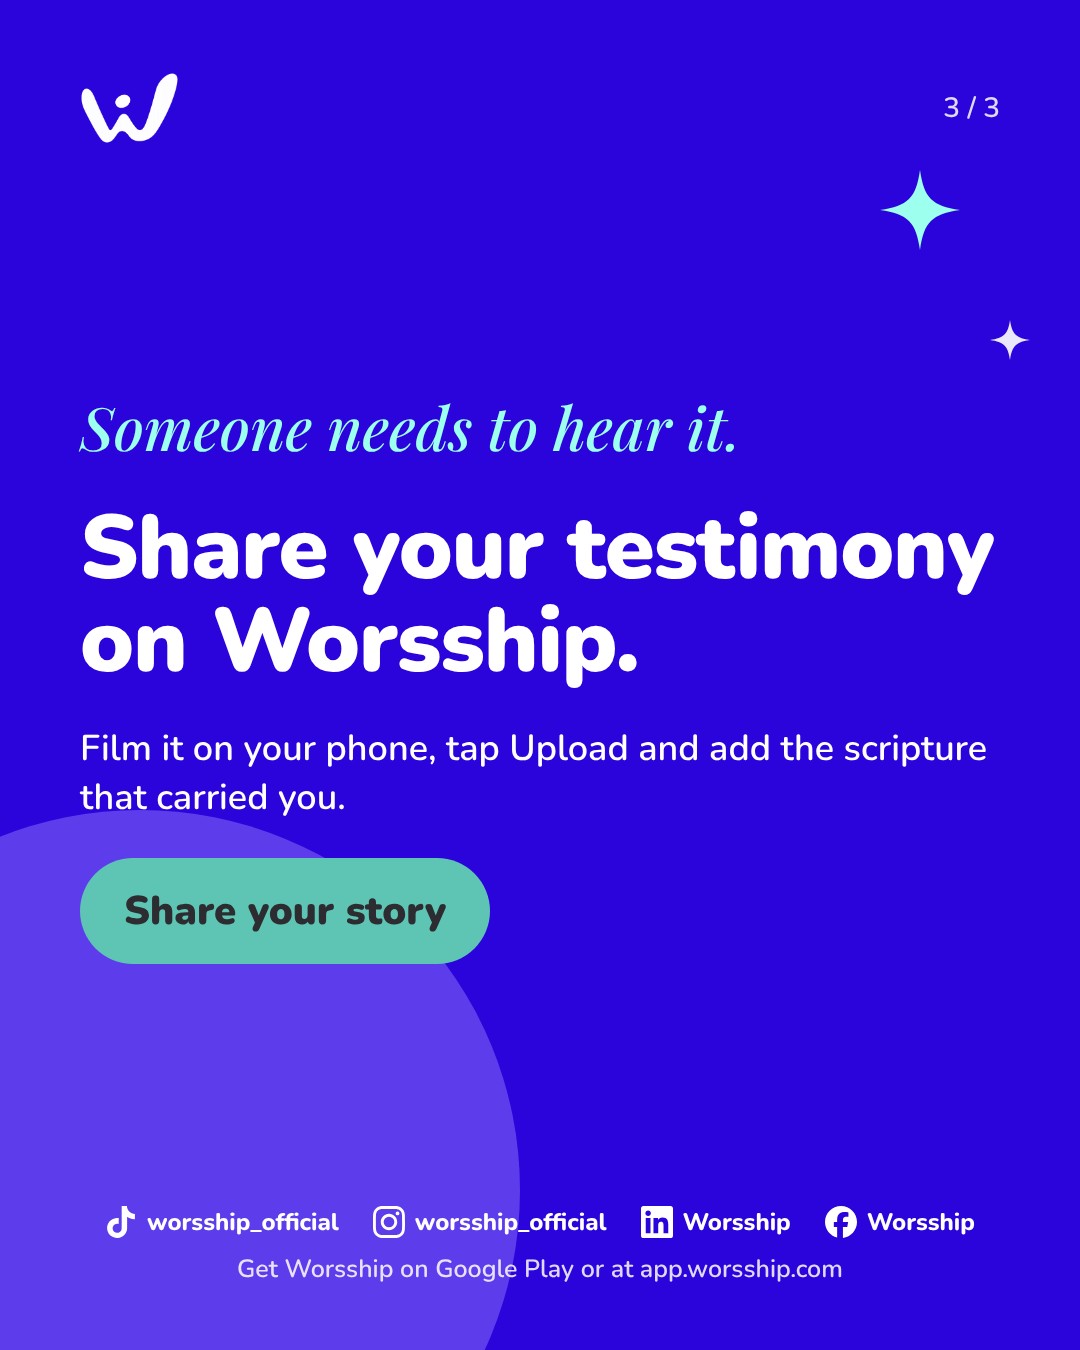 3 / 3
Someone needs to hear it.
Share your testimony
on Worsship.
Film it on your phone, tap Upload and add the scripture
that carried you.
Share your story
worsship_official worsship_official Worsship Worsship
Get Worsship on Google Play or at app.worsship.com